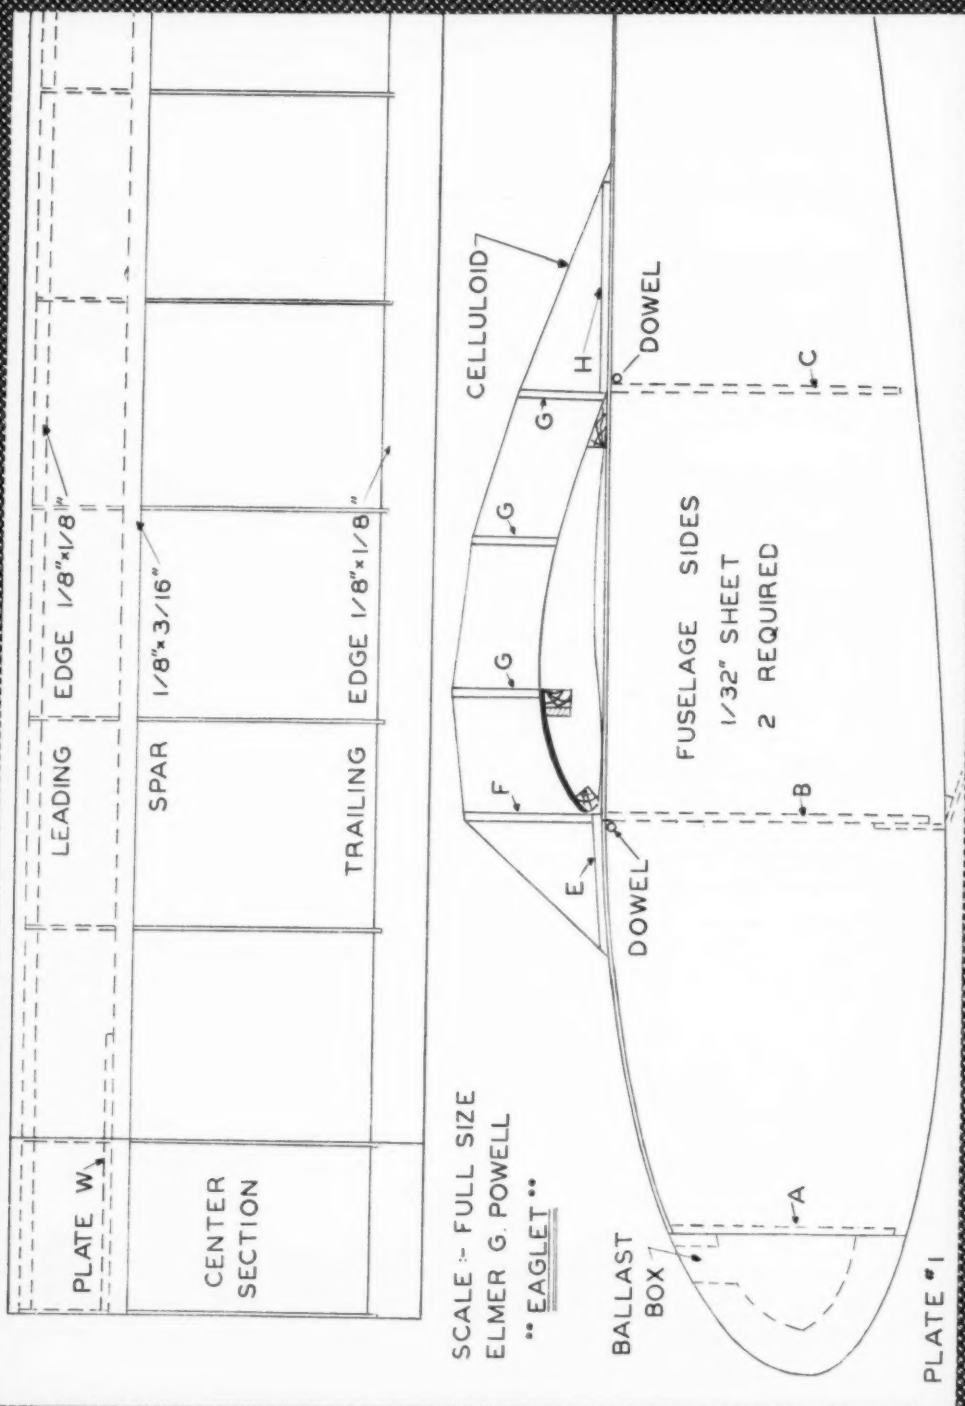 LEADING EDGE 1/8"×1/8"
SPAR 1/8"×3/16"
TRAILING EDGE 1/8"×1/8"
PLATE W
CENTER
SECTION
SCALE :- FULL SIZE
ELMER G. POWELL
"EAGLET"
CELLULOID
F
G
G
G
E
H
DOWEL
DOWEL
FUSELAGE SIDES
1/32" SHEET
2 REQUIRED
BALLAST
BOX
A
B
C
PLATE #1